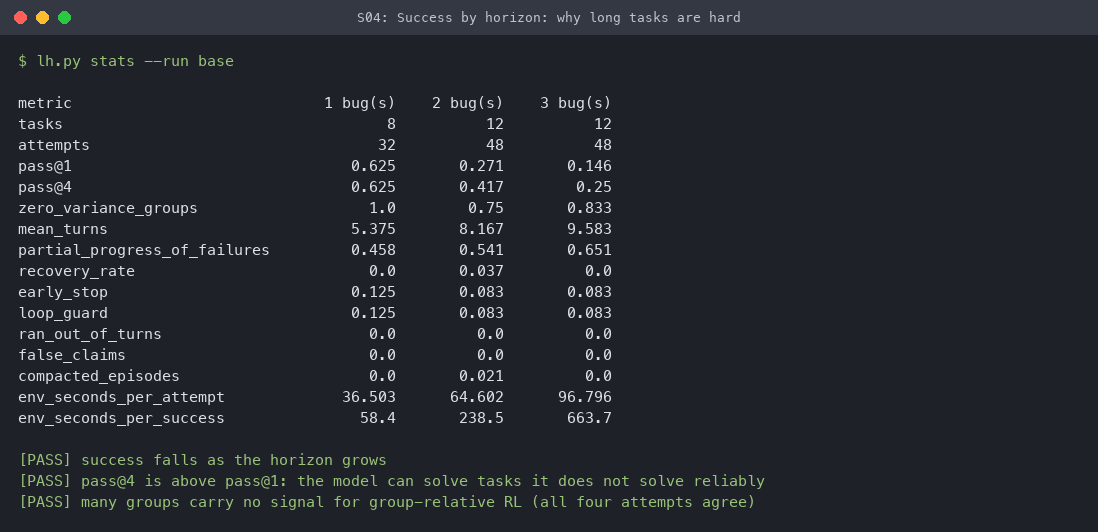 S04: Success by horizon: why long tasks are hard
$ lh.py stats --run base
metric 1 bug(s) 2 bug(s) 3 bug(s)
tasks 8 12 12
attempts 32 48 48
pass@1 0.625 0.271 0.146
pass@4 0.625 0.417 0.25
zero_variance_groups 1.0 0.75 0.833
mean_turns 5.375 8.167 9.583
partial_progress_of_failures 0.458 0.541 0.651
recovery_rate 0.0 0.037 0.0
early_stop 0.125 0.083 0.083
loop_guard 0.125 0.083 0.083
ran_out_of_turns 0.0 0.0 0.0
false_claims 0.0 0.0 0.0
compacted_episodes 0.0 0.021 0.0
env_seconds_per_attempt 36.503 64.602 96.796
env_seconds_per_success 58.4 238.5 663.7
[PASS] success falls as the horizon grows
[PASS] pass@4 is above pass@1: the model can solve tasks it does not solve reliably
[PASS] many groups carry no signal for group-relative RL (all four attempts agree)